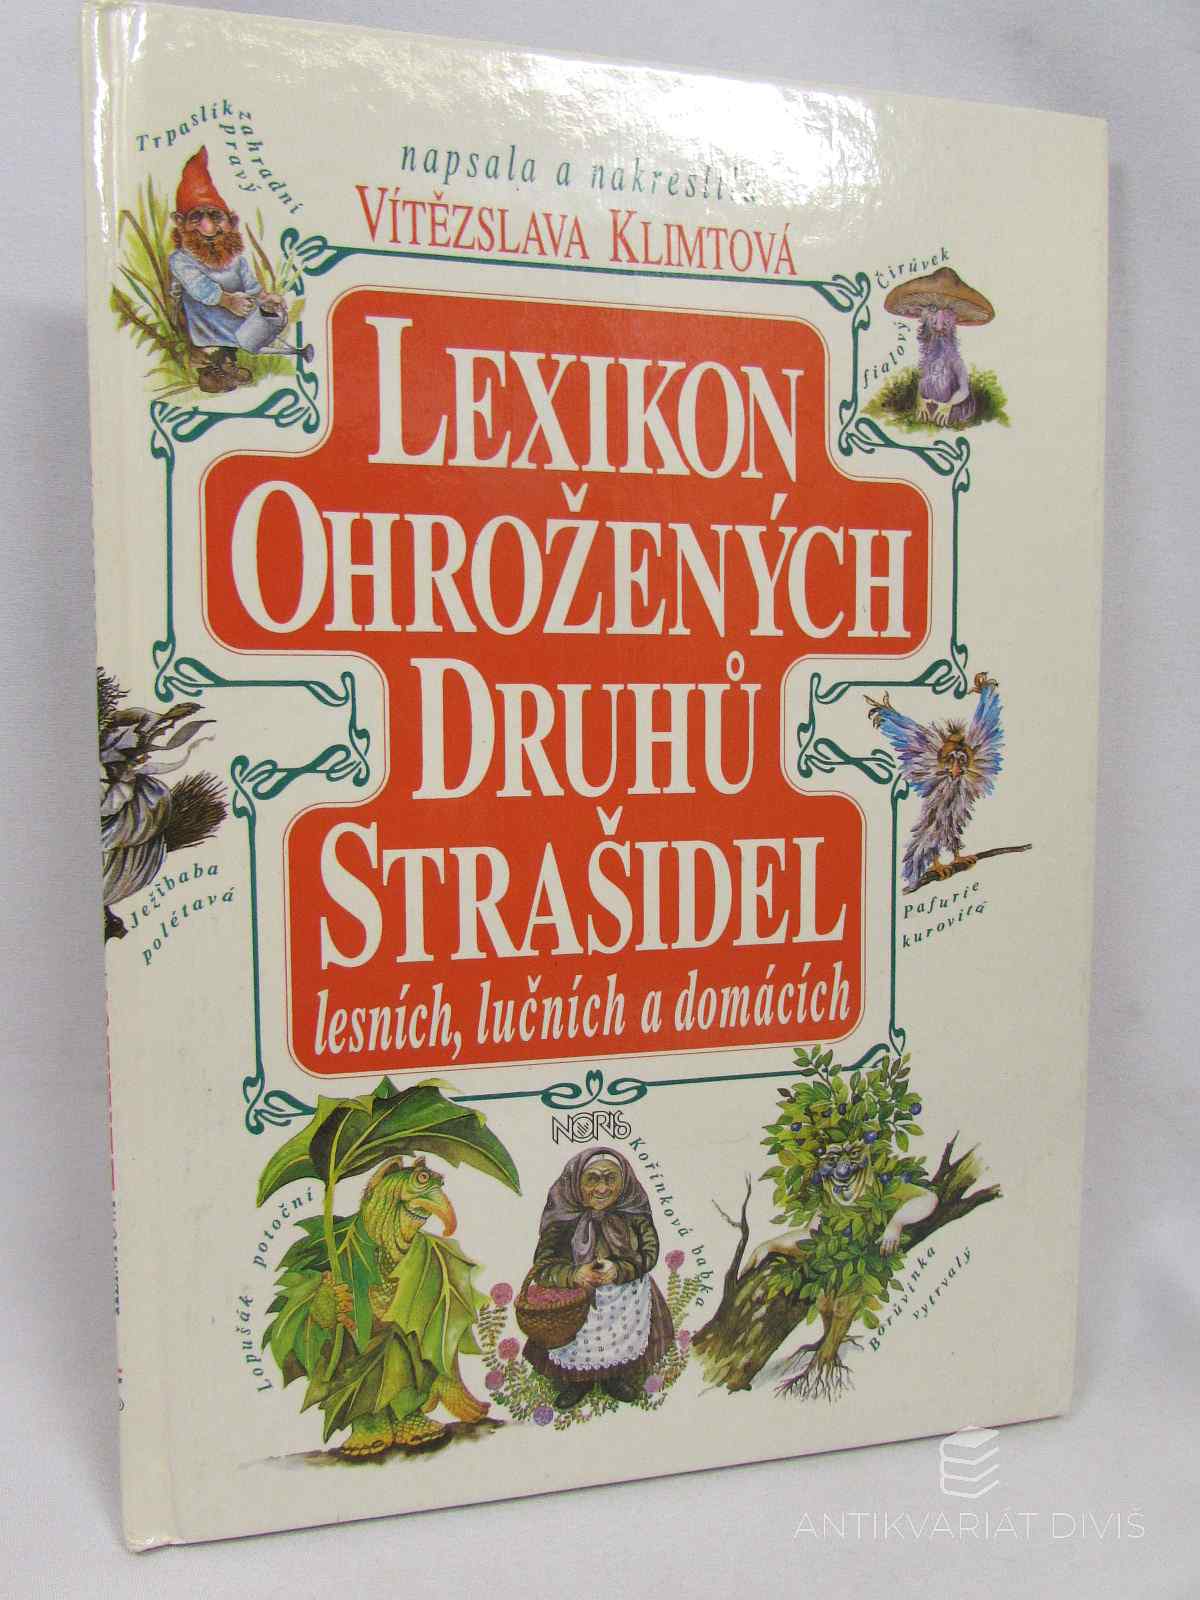 Trpaslík
zahradní
pravý
napsala a nakreslila
VÍTĚZSLAVA KLIMTOVÁ
Čirůvek
fialový
LEXIKON
OHROŽENÝCH
DRUHŮ
STRAŠIDEL
lesních, lučních a domácích
Ježibaba
polétavá
Pafurie
kurovitá
NORIS
Lopušák potoční
Kořínková babka
Borůvinka
vytrvalý
ANTIKVARIÁT DIVIŠ